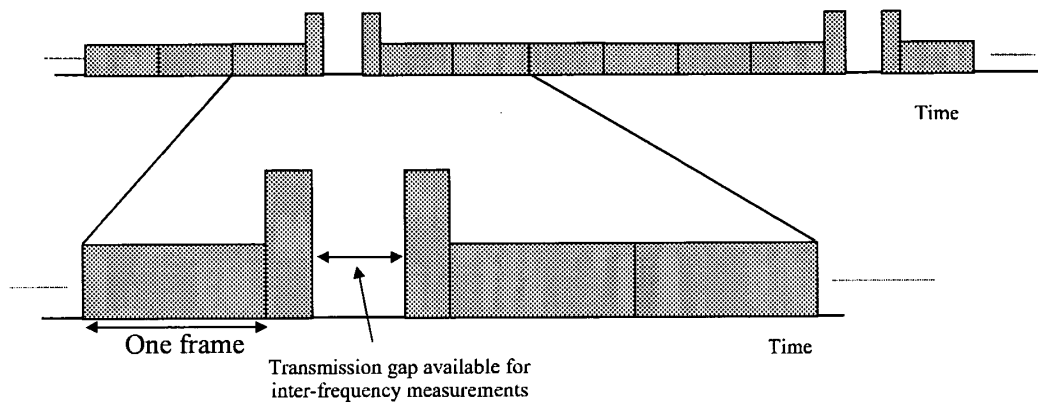 Time
One frame
Time
Transmission gap available for
inter-frequency measurements